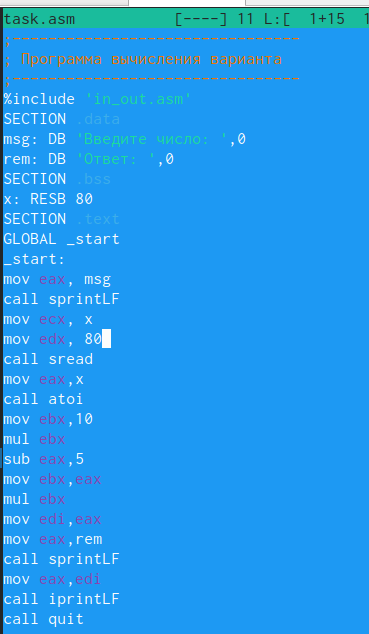 task.asm [----] 11 L:[ 1+15 1
;--------------------------------
; Программа вычисления варианта
;--------------------------------
%include 'in_out.asm'
SECTION .data
msg: DB 'Введите число: ',0
rem: DB 'Ответ: ',0
SECTION .bss
x: RESB 80
SECTION .text
GLOBAL _start
_start:
mov eax, msg
call sprintLF
mov ecx, x
mov edx, 80
call sread
mov eax,x
call atoi
mov ebx,10
mul ebx
sub eax,5
mov ebx,eax
mul ebx
mov edi,eax
mov eax,rem
call sprintLF
mov eax,edi
call iprintLF
call quit